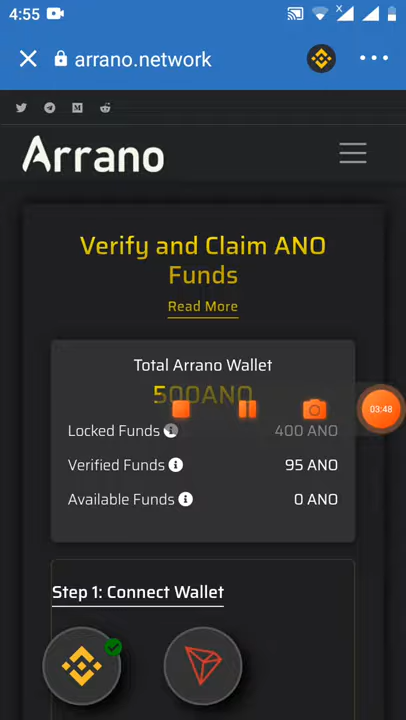 4:55
arrano.network
Arrano
Verify and Claim ANO
Funds
Read More
Total Arrano Wallet
500ANO
03:48
Locked Funds 400 ANO
Verified Funds 95 ANO
Available Funds 0 ANO
Step 1: Connect Wallet